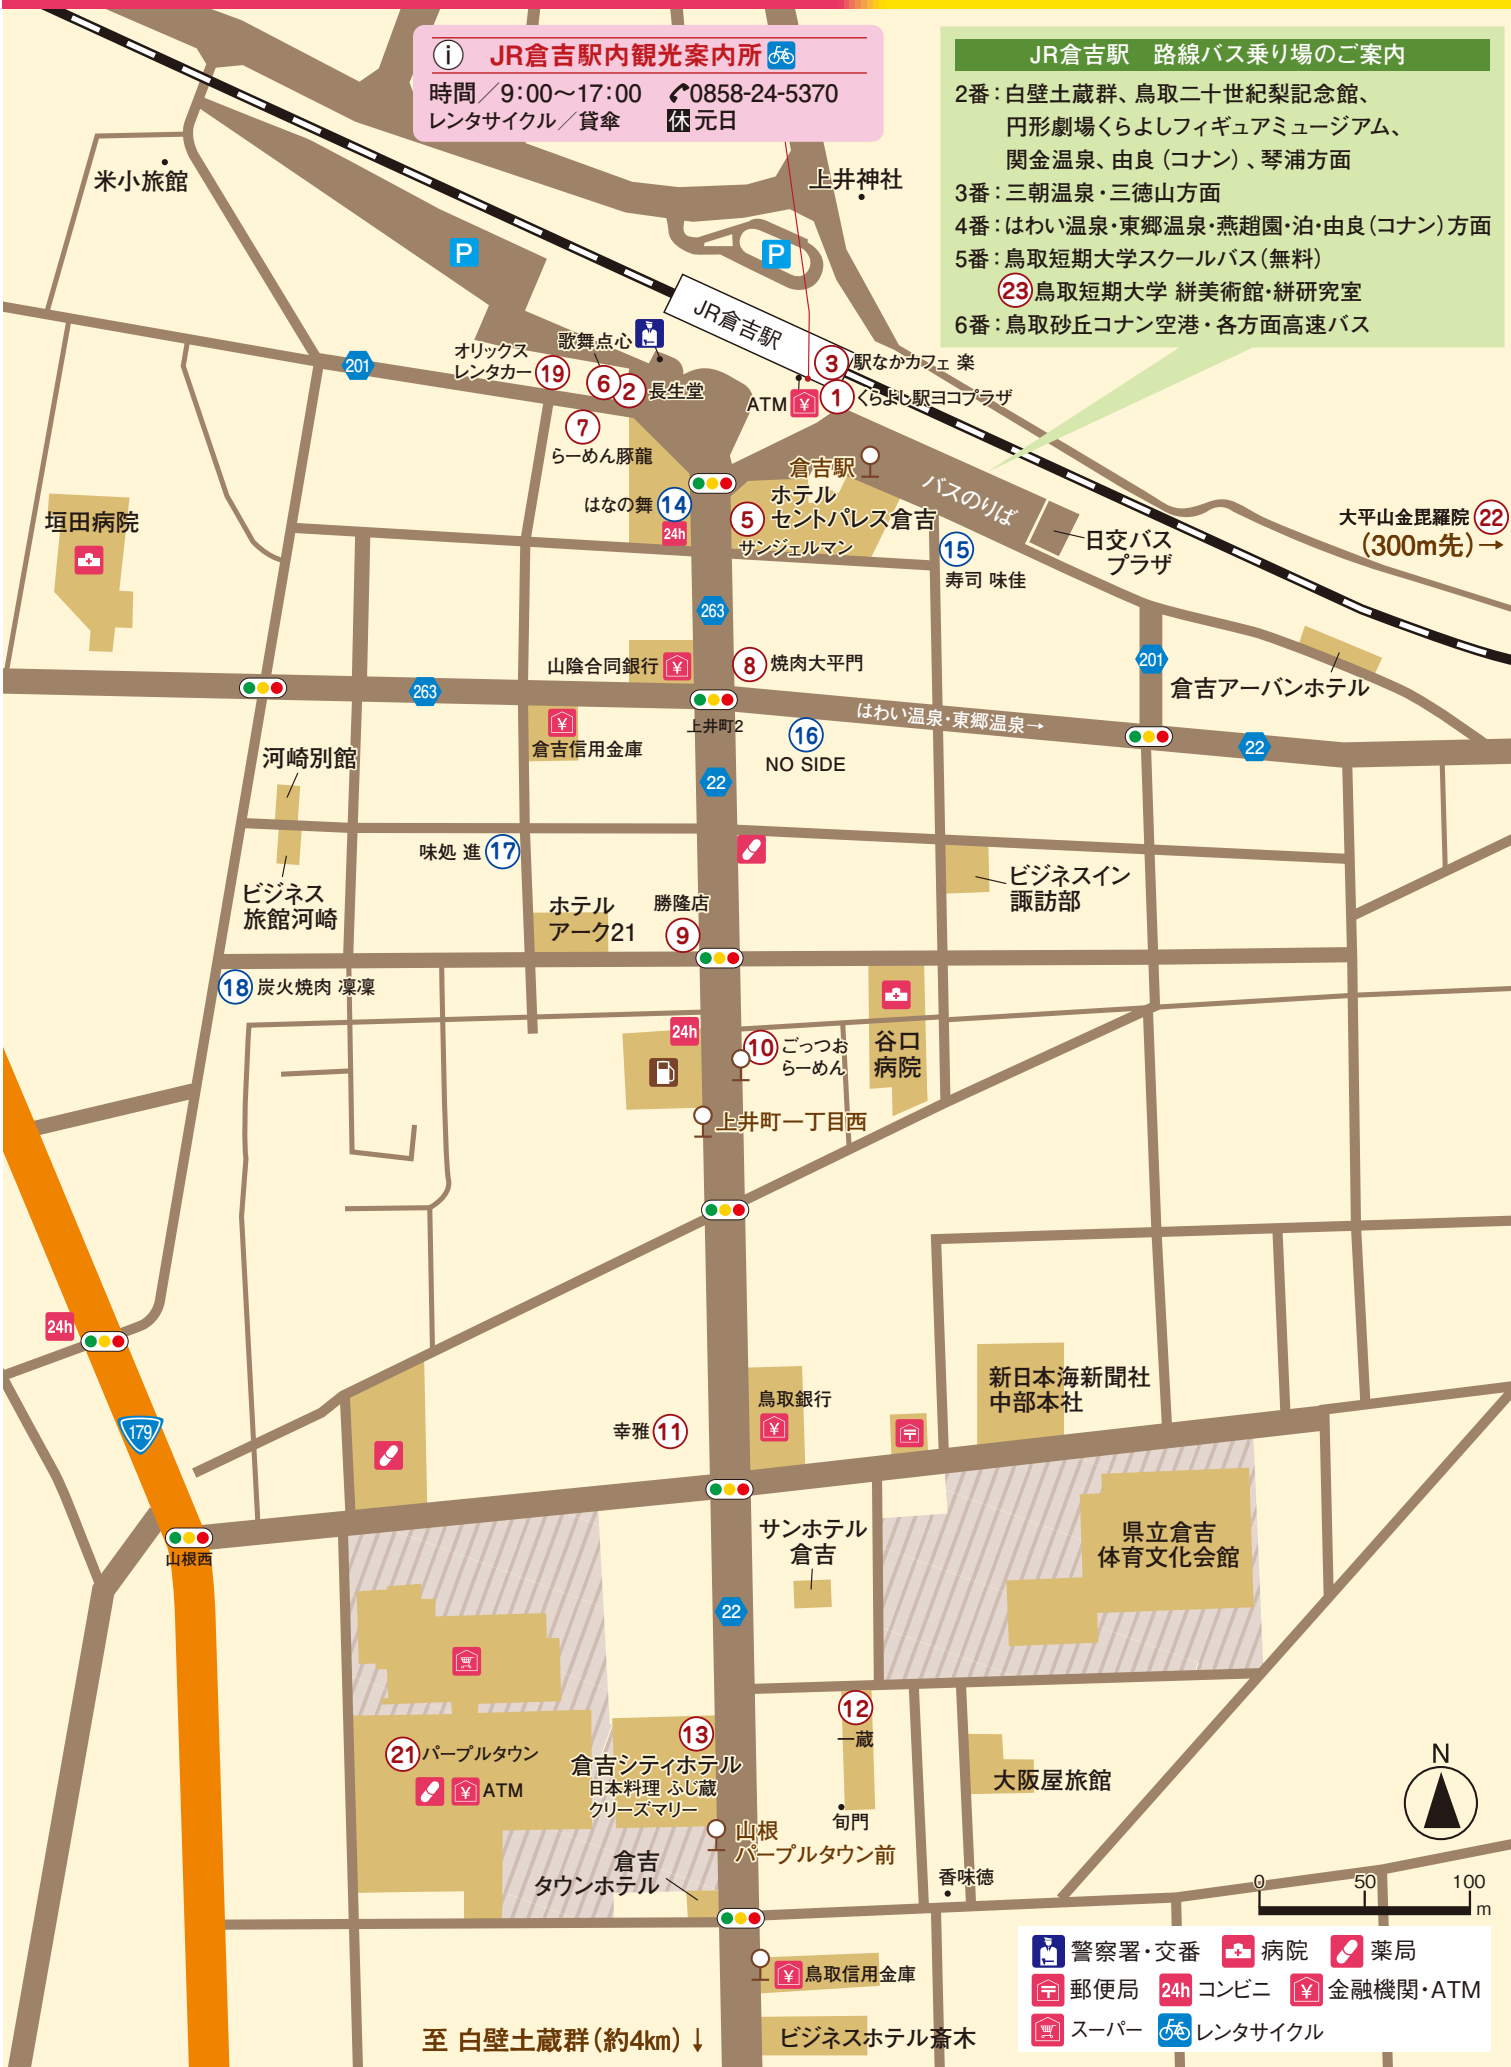 JR倉吉駅内観光案内所
時間／9：00〜17：00 0858-24-5370
レンタサイクル／貸傘 休 元日
JR倉吉駅 路線バス乗り場のご案内
2番：白壁土蔵群、鳥取二十世紀梨記念館、
円形劇場くらよしフィギュアミュージアム、
関金温泉、由良（コナン）、琴浦方面
3番：三朝温泉・三徳山方面
4番：はわい温泉・東郷温泉・燕趙園・泊・由良（コナン）方面
5番：鳥取短期大学スクールバス（無料）
23 鳥取短期大学 絣美術館・絣研究室
6番：鳥取砂丘コナン空港・各方面高速バス
米小旅館
上井神社
P
P
JR倉吉駅
歌舞点心
オリックス
レンタカー 19
6
2 長生堂
201
3 駅なかカフェ 楽
ATM
1 くらよし駅ヨコプラザ
7
らーめん豚龍
倉吉駅
バスのりば
はなの舞 14
24h
ホテル
セントパレス倉吉
5
サンジェルマン
15
寿司 味佳
日交バス
プラザ
大平山金毘羅院 22
（300m先）→
垣田病院
263
山陰合同銀行
8 焼肉大平門
201
倉吉アーバンホテル
263
上井町2
はわい温泉・東郷温泉→
倉吉信用金庫
16
NO SIDE
22
22
河崎別館
味処 進 17
ビジネス
旅館河崎
ビジネスイン
諏訪部
ホテル
アーク21
勝隆店
9
18 炭火焼肉 凜凜
24h
10 ごっつお
らーめん
谷口
病院
上井町一丁目西
24h
179
新日本海新聞社
中部本社
鳥取銀行
幸雅 11
山根西
サンホテル
倉吉
県立倉吉
体育文化会館
22
12
一蔵
13
倉吉シティホテル
日本料理 ふじ蔵
クリーズマリー
21 パープルタウン
ATM
大阪屋旅館
旬門
山根
パープルタウン前
倉吉
タウンホテル
香味徳
N
0 50 100
m
鳥取信用金庫
ビジネスホテル斎木
至 白壁土蔵群（約4km）↓
警察署・交番 病院 薬局
郵便局 24h コンビニ 金融機関・ATM
スーパー レンタサイクル